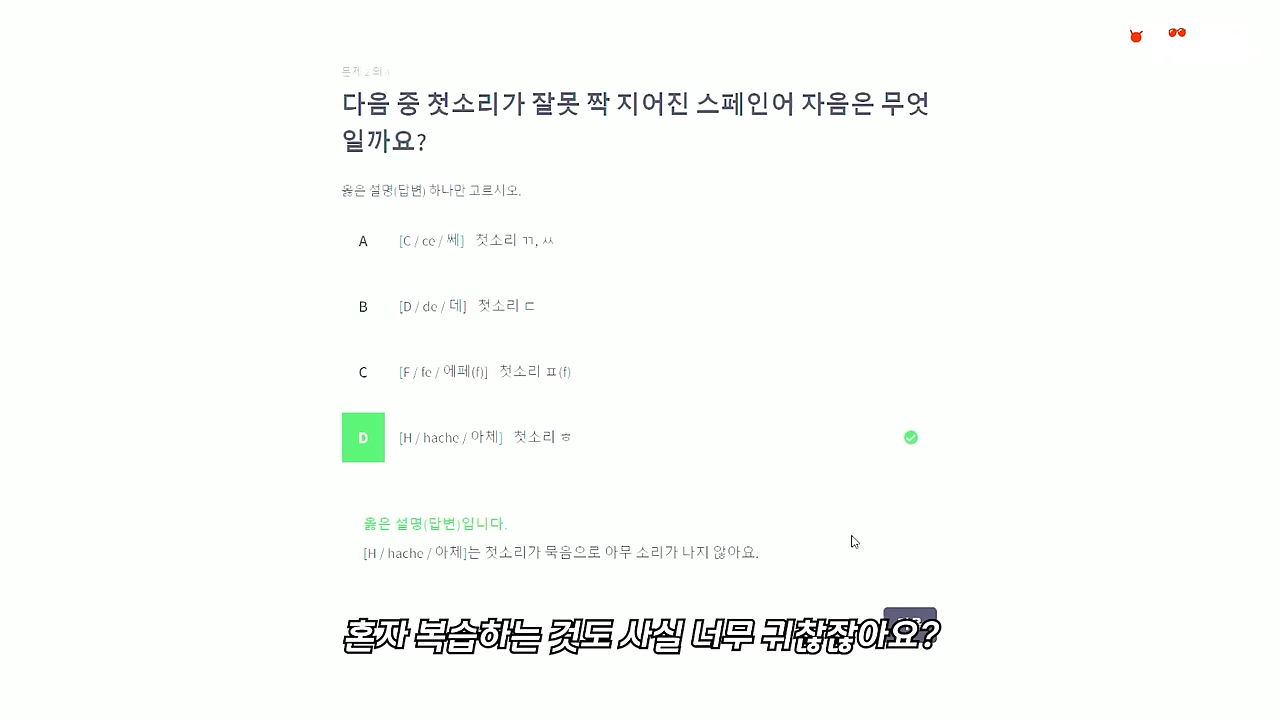 문제 2 의
다음 중 첫소리가 잘못 짝 지어진 스페인어 자음은 무엇
일까요?
옳은 설명(답변) 하나만 고르시오.
A [C / ce / 쎄] 첫소리 ㄲ, ㅆ
B [D / de / 데] 첫소리 ㄷ
C [F / fe / 에페(f)] 첫소리 ㅍ(f)
D [H / hache / 아체] 첫소리 ㅎ
옳은 설명(답변)입니다.
[H / hache / 아체]는 첫소리가 묵음으로 아무 소리가 나지 않아요.
혼자 복습하는 것도 사실 너무 귀찮잖아요?